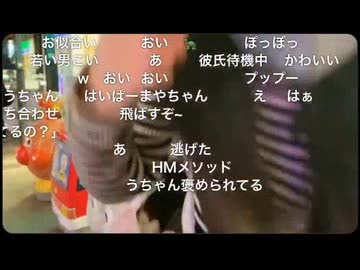 お似合い　おい　ぽっぽっ
若い男こい　あ　彼氏待機中　かわいい
w　おい　おい　プップー
うちゃん　はいぱーまやちゃん　え　はぁ
ち合わせ　飛ばすぞ~
てるの？」
あ　逃げた
HMメソッド
うちゃん褒められてる